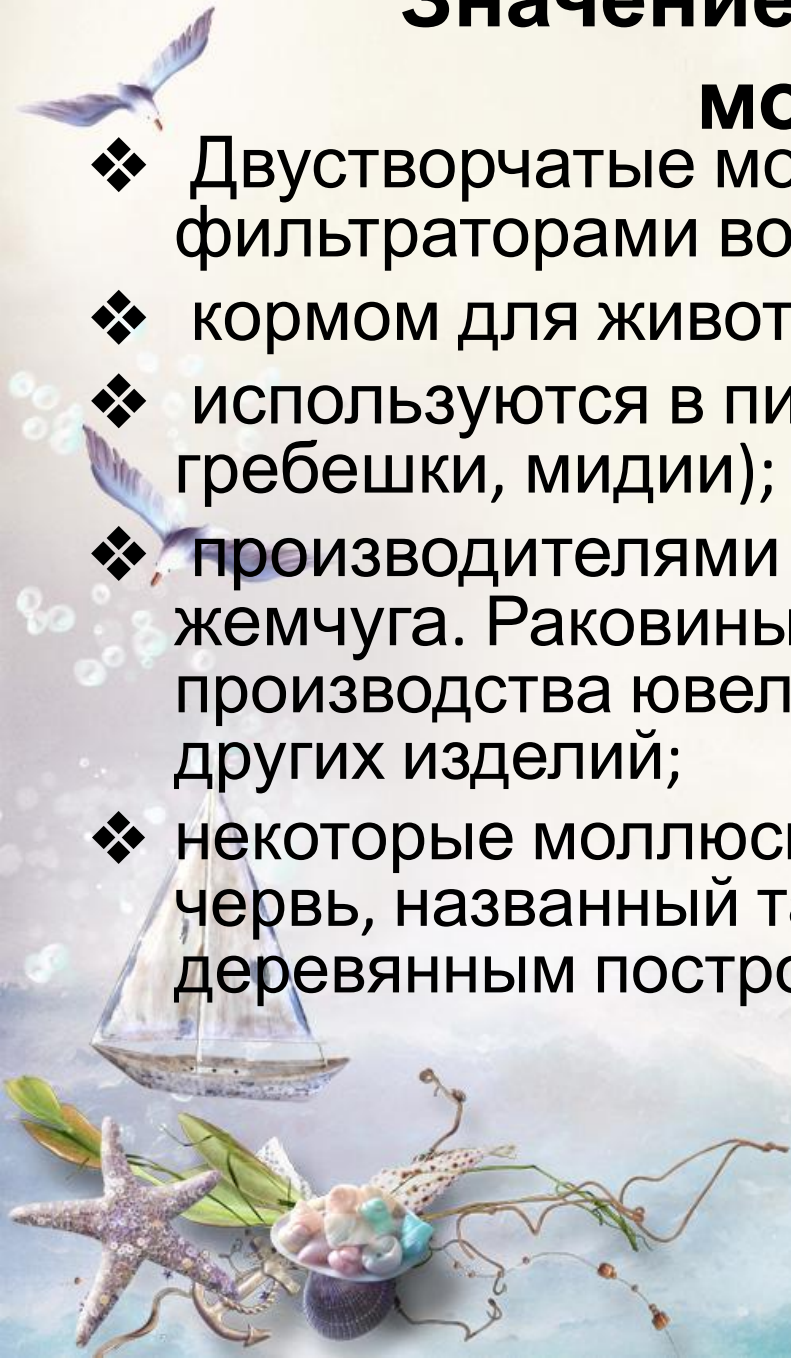 Значение
мо
❖ Двустворчатые мо
фильтраторами во
❖ кормом для живот
❖ используются в пи
гребешки, мидии);
❖ производителями
жемчуга. Раковины
производства ювел
других изделий;
❖ некоторые моллюс
червь, названный та
деревянным постро